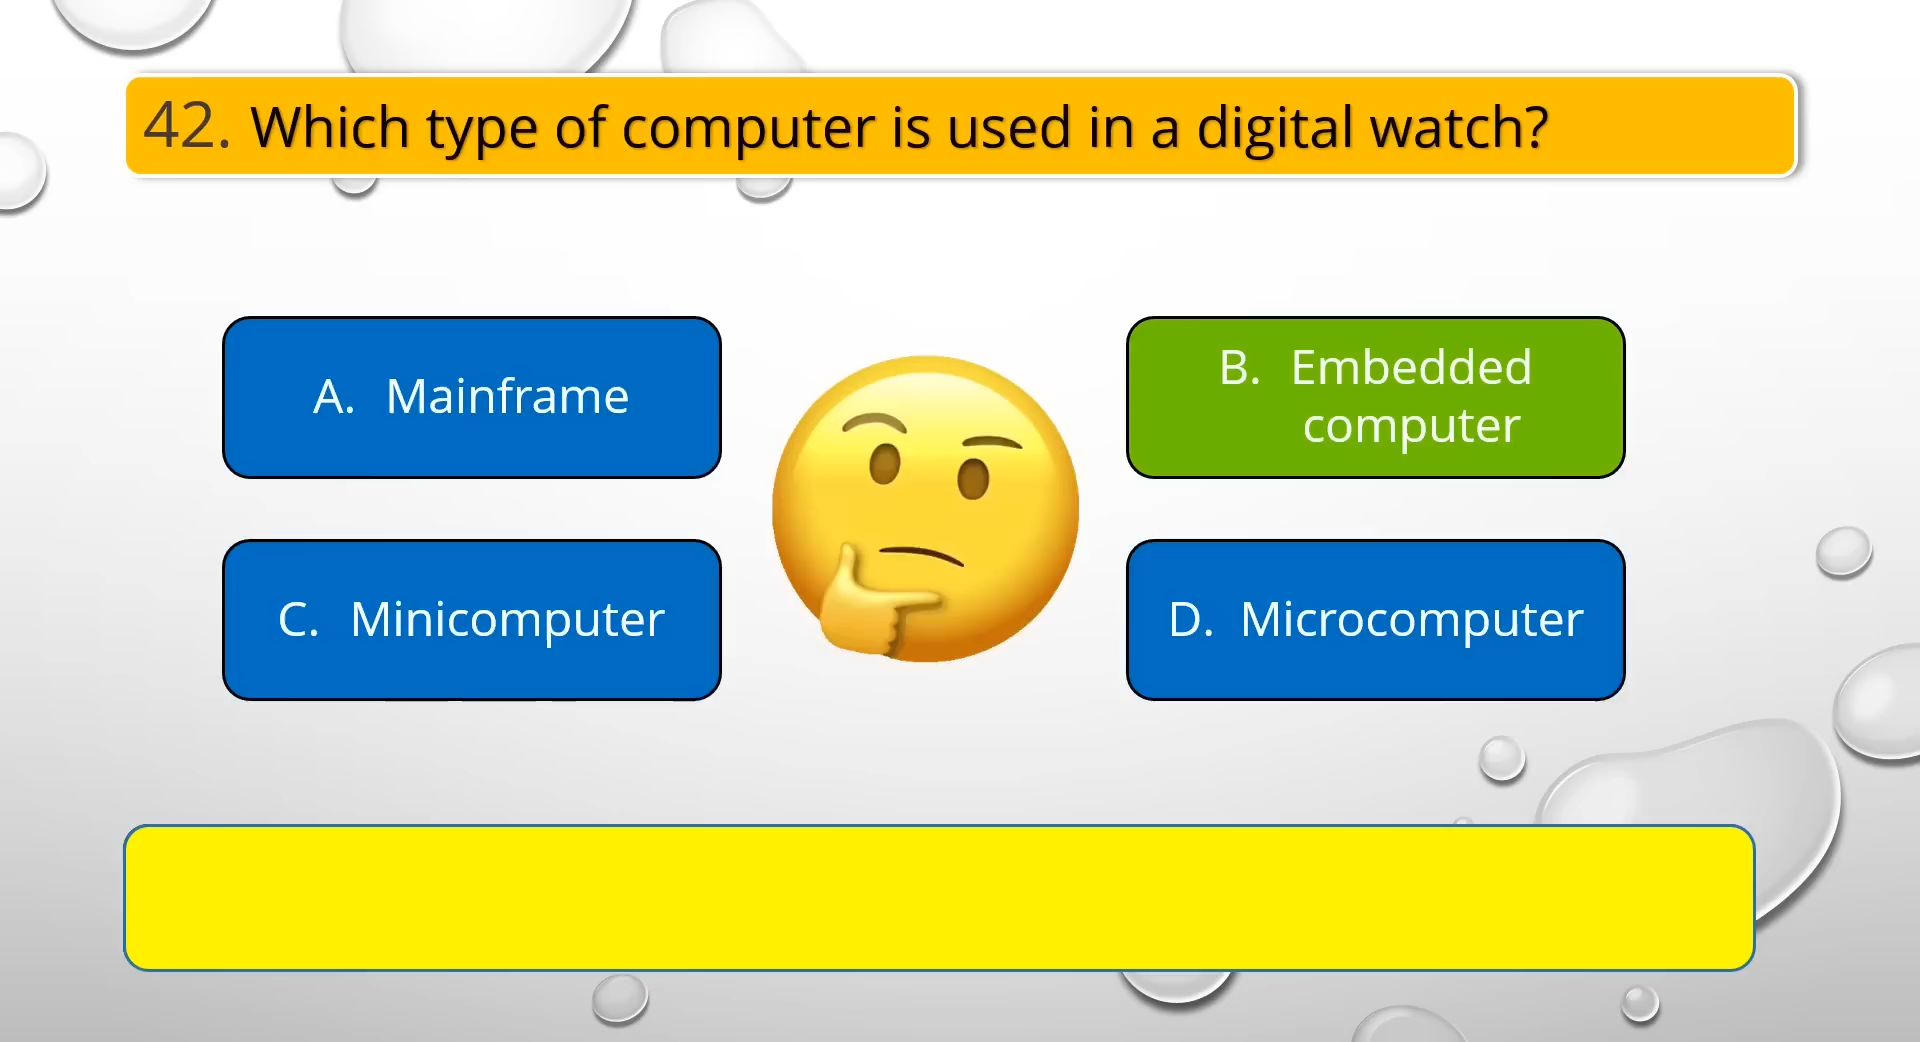 42. Which type of computer is used in a digital watch?
A. Mainframe
B. Embedded
computer
C. Minicomputer
D. Microcomputer